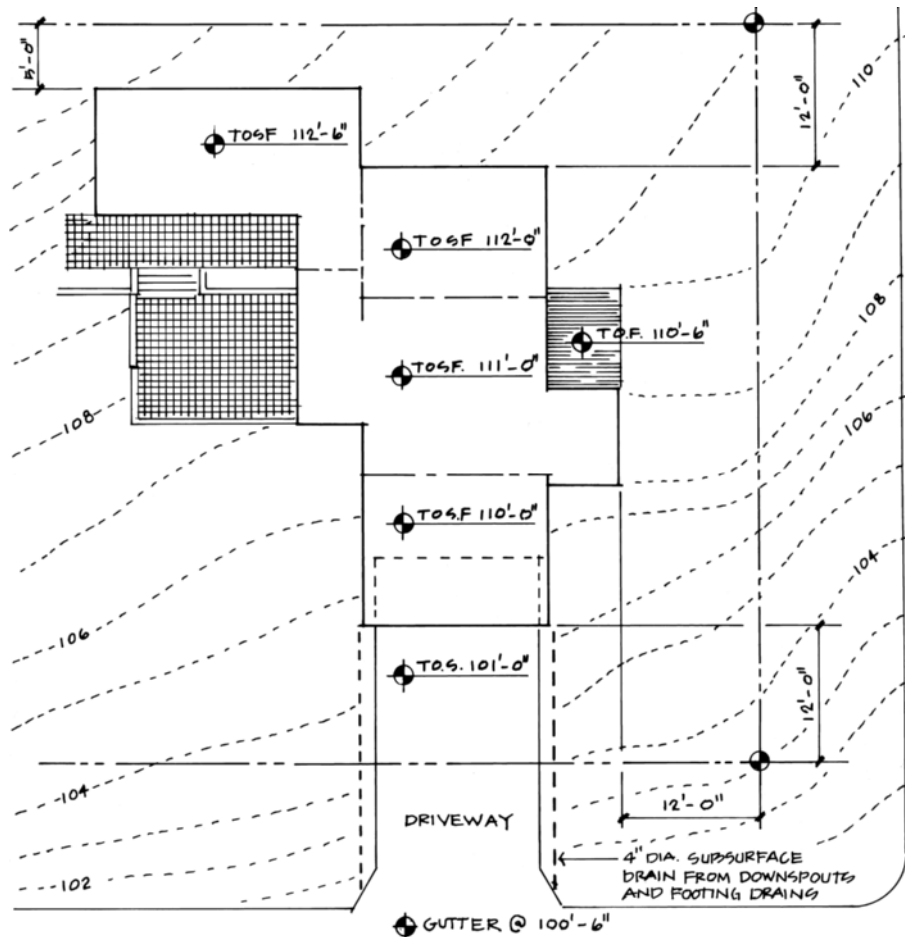 5'-0"
110
12'-0"
TOSF 112'-6"
TOSF 112'-0"
108
T.O.F. 110'-6"
TOSF. 111'-0"
106
108
TOS.F 110'-0"
104
106
T.O.S. 101'-0"
12'-0"
104
12'-0"
DRIVEWAY
4" DIA. SUBSURFACE
DRAIN FROM DOWNSPOUTS
AND FOOTING DRAINS
102
GUTTER @ 100'-6"